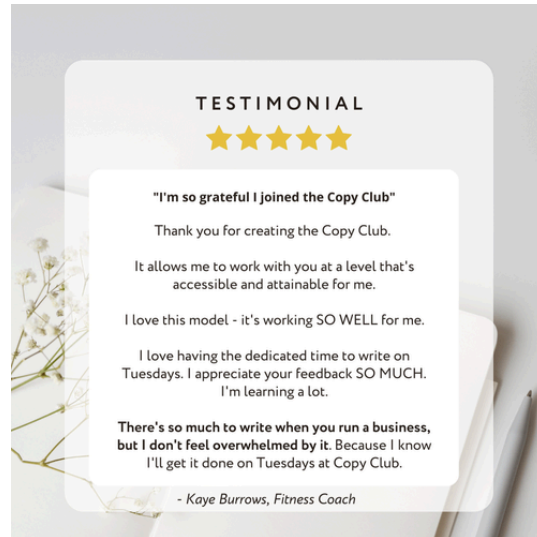 TESTIMONIAL
"I'm so grateful I joined the Copy Club"
Thank you for creating the Copy Club.
It allows me to work with you at a level that's
accessible and attainable for me.
I love this model - it's working SO WELL for me.
I love having the dedicated time to write on
Tuesdays. I appreciate your feedback SO MUCH.
I'm learning a lot.
There's so much to write when you run a business,
but I don't feel overwhelmed by it. Because I know
I'll get it done on Tuesdays at Copy Club.
- Kaye Burrows, Fitness Coach